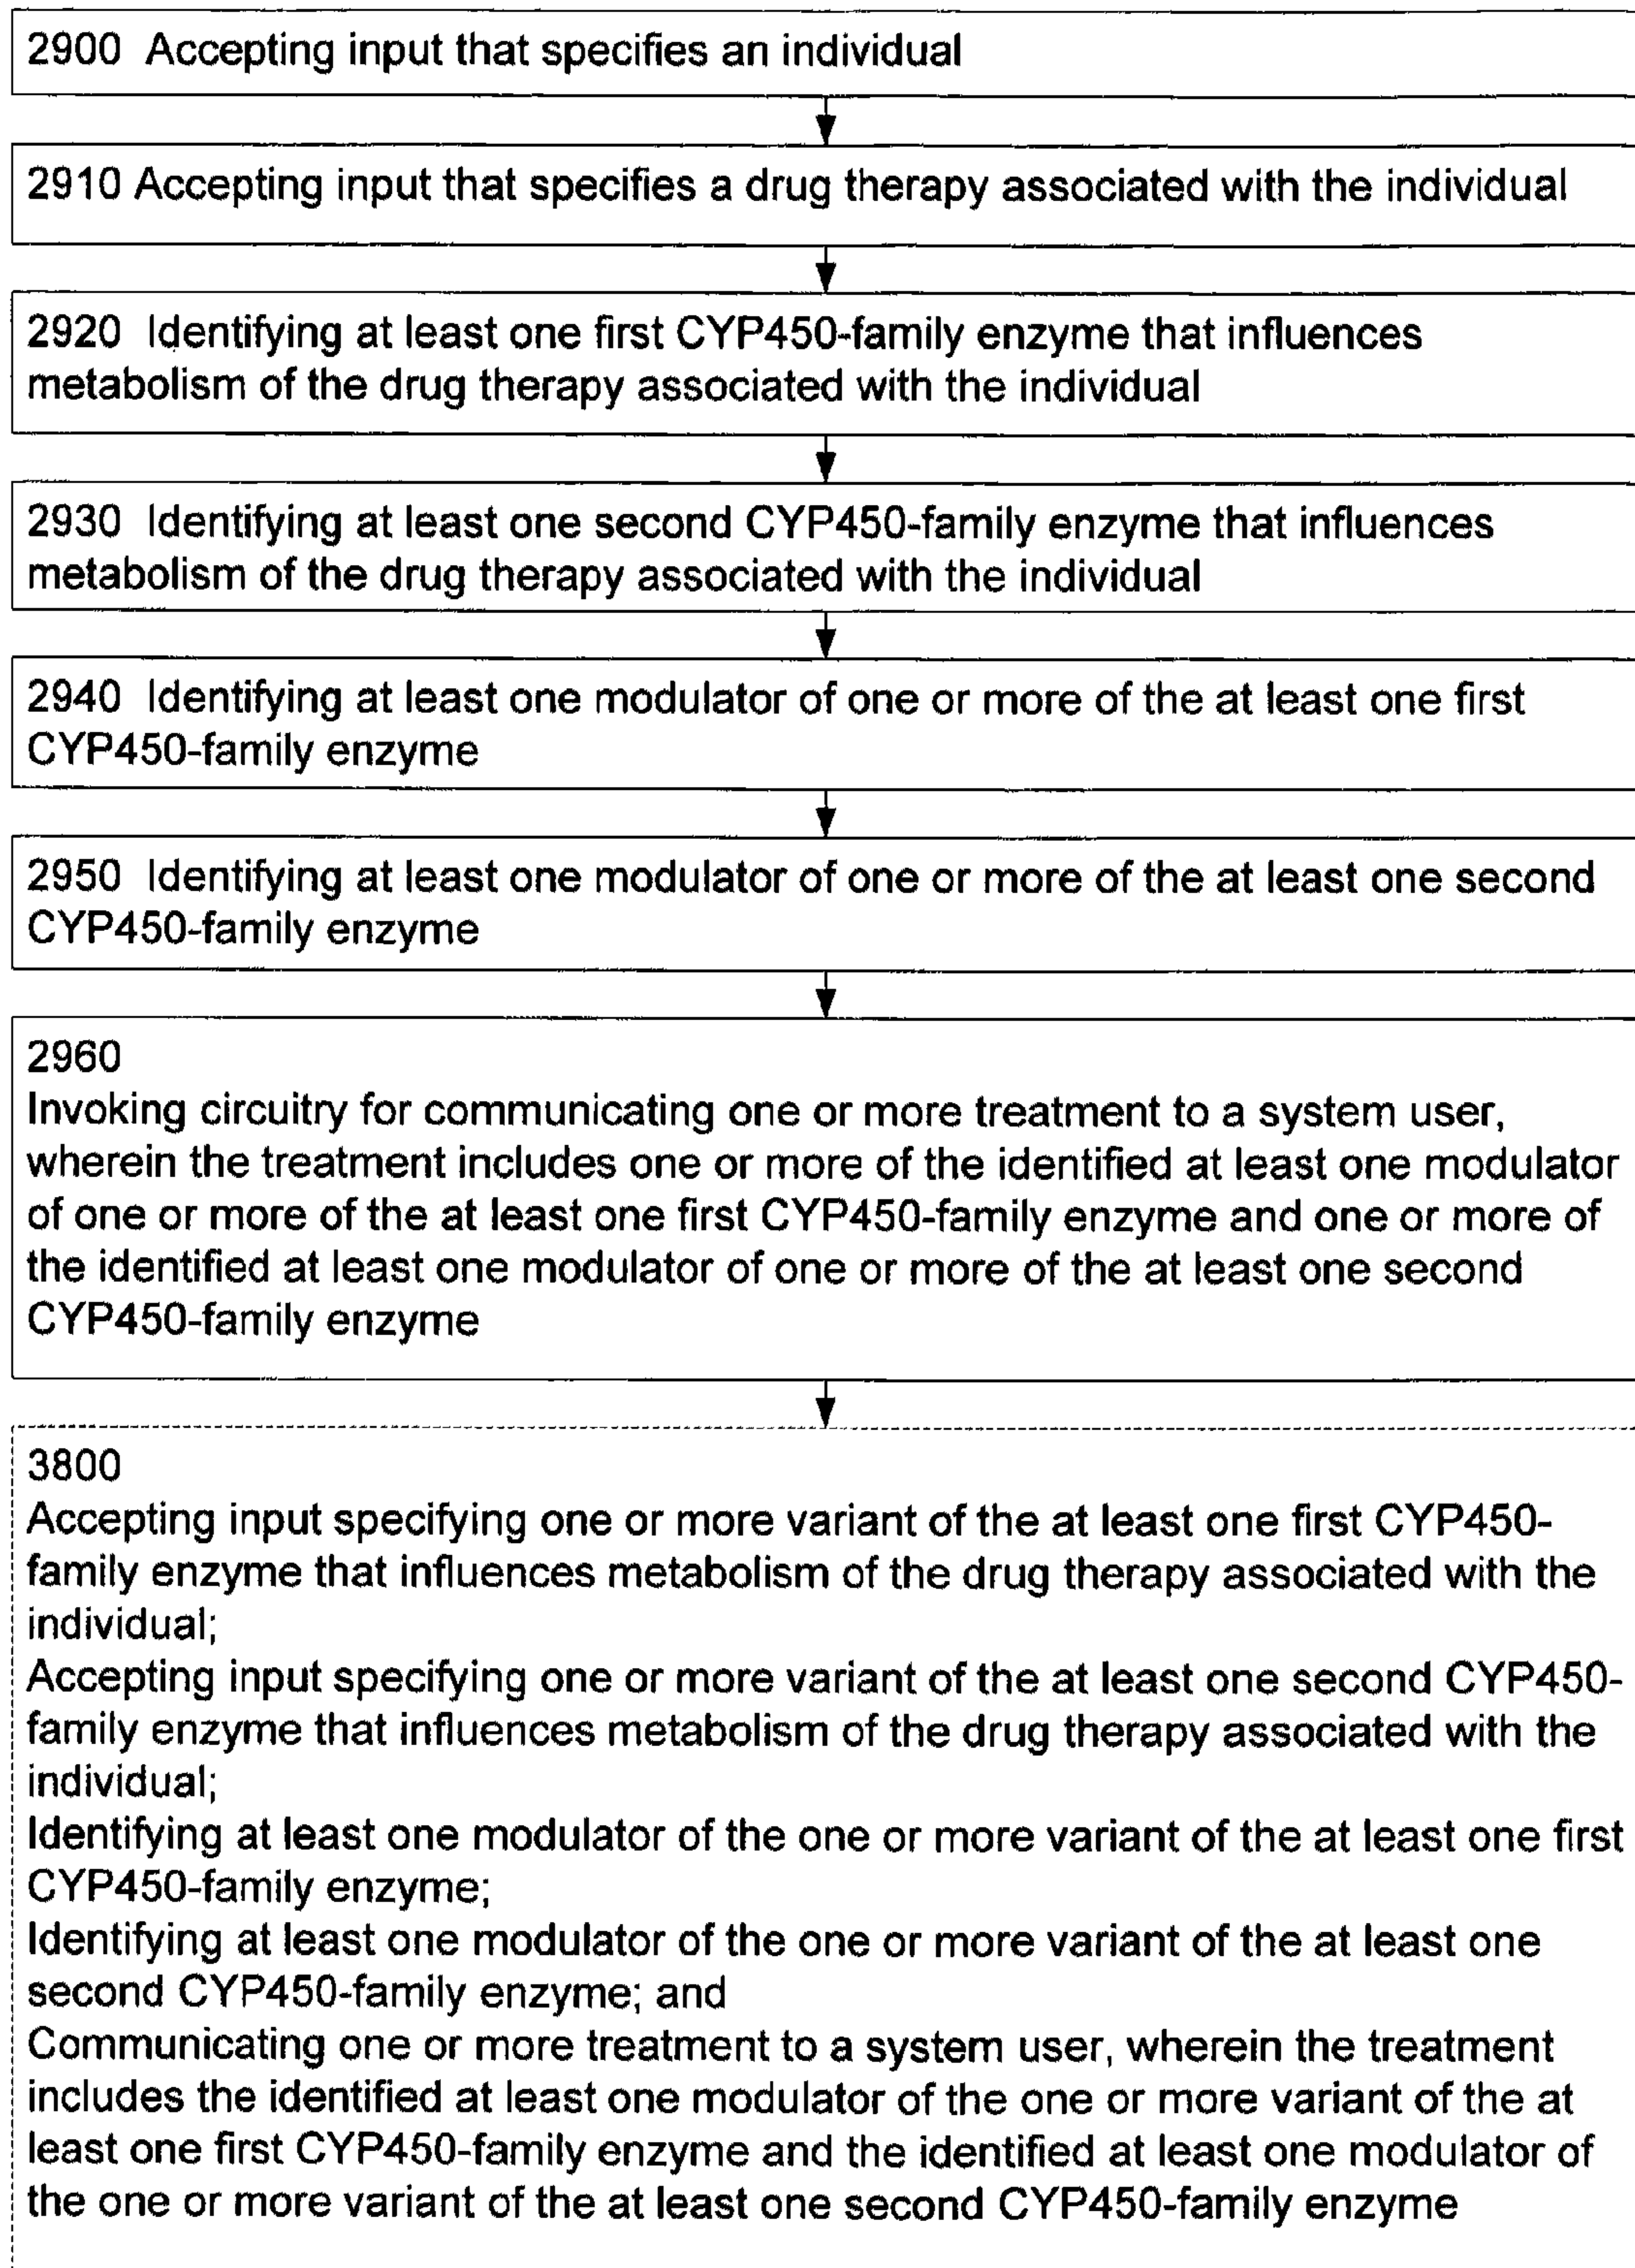 2900 Accepting input that specifies an individual
2910 Accepting input that specifies a drug therapy associated with the individual
2920 Identifying at least one first CYP450-family enzyme that influences
metabolism of the drug therapy associated with the individual
2930 Identifying at least one second CYP450-family enzyme that influences
metabolism of the drug therapy associated with the individual
2940 Identifying at least one modulator of one or more of the at least one first
CYP450-family enzyme
2950 Identifying at least one modulator of one or more of the at least one second
CYP450-family enzyme
2960
Invoking circuitry for communicating one or more treatment to a system user,
wherein the treatment includes one or more of the identified at least one modulator
of one or more of the at least one first CYP450-family enzyme and one or more of
the identified at least one modulator of one or more of the at least one second
CYP450-family enzyme
3800
Accepting input specifying one or more variant of the at least one first CYP450-
family enzyme that influences metabolism of the drug therapy associated with the
individual;
Accepting input specifying one or more variant of the at least one second CYP450-
family enzyme that influences metabolism of the drug therapy associated with the
individual;
Identifying at least one modulator of the one or more variant of the at least one first
CYP450-family enzyme;
Identifying at least one modulator of the one or more variant of the at least one
second CYP450-family enzyme; and
Communicating one or more treatment to a system user, wherein the treatment
includes the identified at least one modulator of the one or more variant of the at
least one first CYP450-family enzyme and the identified at least one modulator of
the one or more variant of the at least one second CYP450-family enzyme